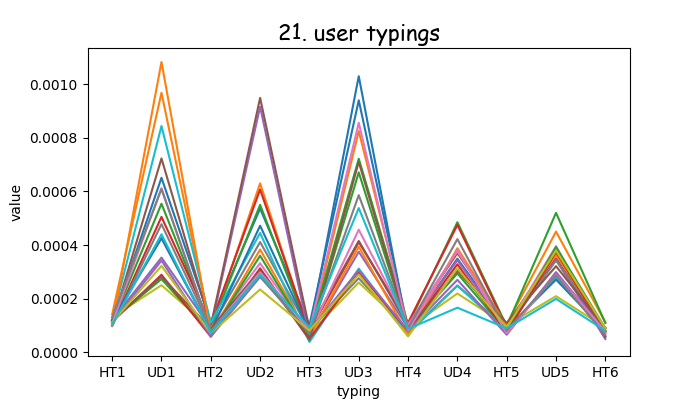 21. user typings
value
0.0010
0.0008
0.0006
0.0004
0.0002
0.0000
HT1 UD1 HT2 UD2 HT3 UD3 HT4 UD4 HT5 UD5 HT6
typing